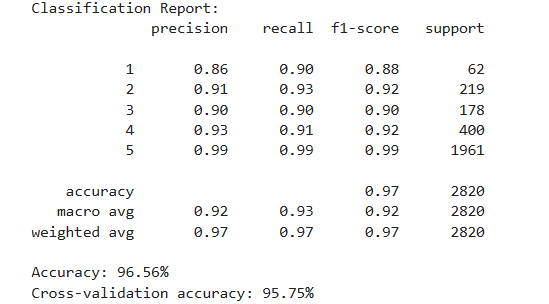 Classification Report:
precision recall f1-score support
1 0.86 0.90 0.88 62
2 0.91 0.93 0.92 219
3 0.90 0.90 0.90 178
4 0.93 0.91 0.92 400
5 0.99 0.99 0.99 1961
accuracy 0.97 2820
macro avg 0.92 0.93 0.92 2820
weighted avg 0.97 0.97 0.97 2820
Accuracy: 96.56%
Cross-validation accuracy: 95.75%